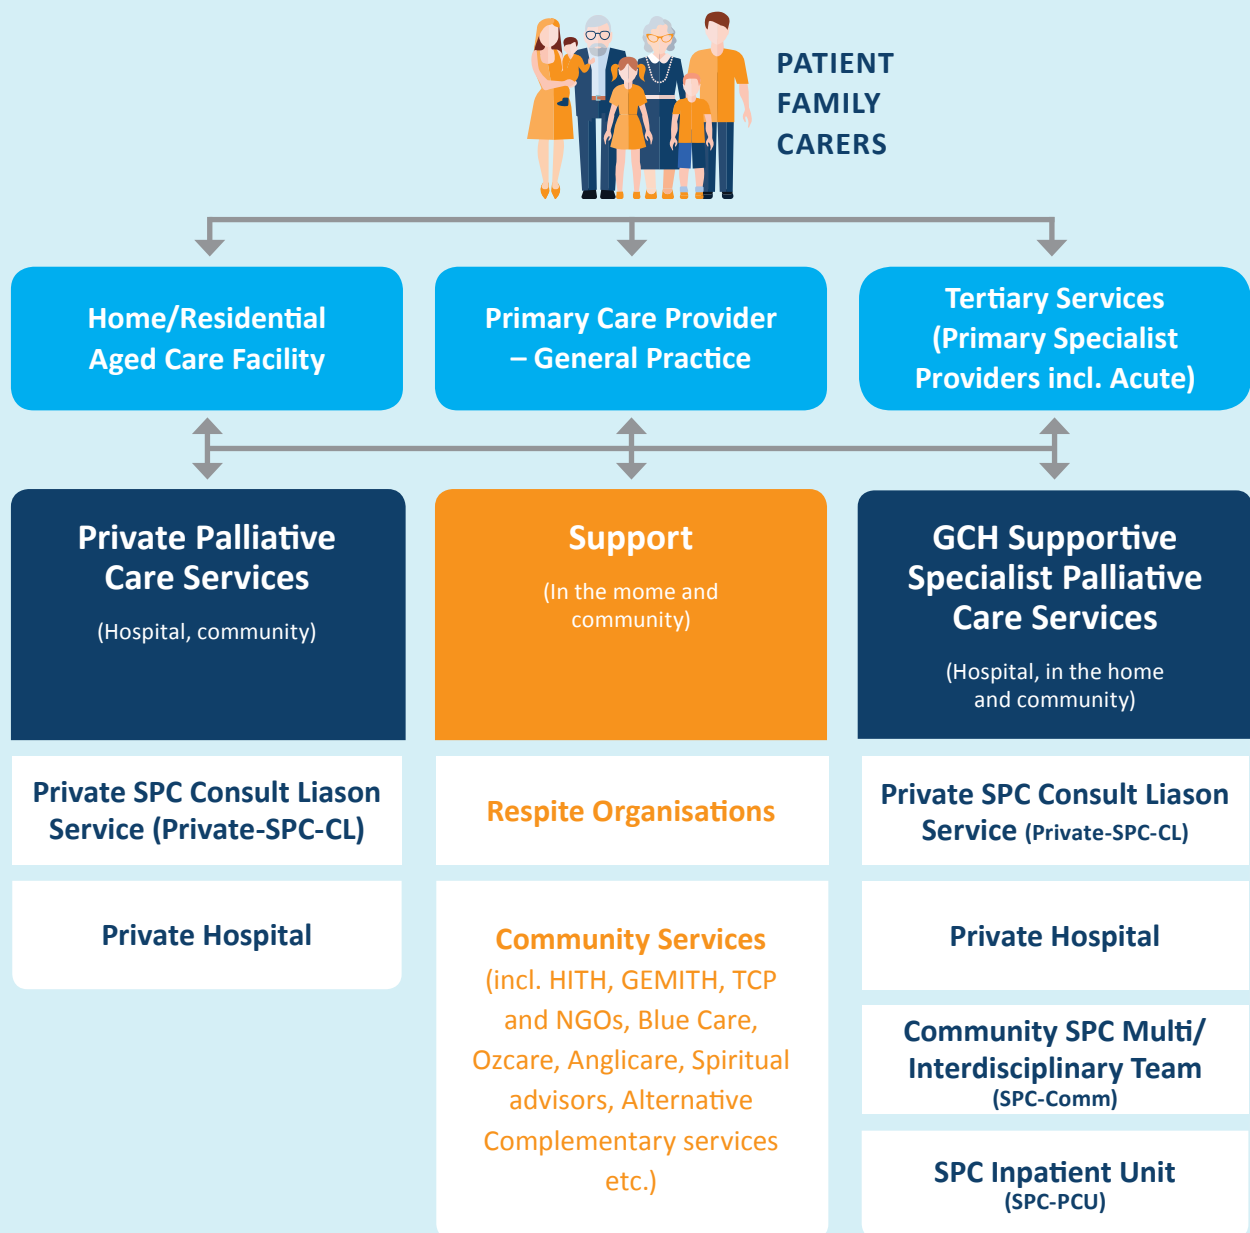 PATIENT
FAMILY
CARERS
Home/Residential
Aged Care Facility
Primary Care Provider
– General Practice
Tertiary Services
(Primary Specialist
Providers incl. Acute)
Private Palliative
Care Services
(Hospital, community)
Support
(In the mome and
community)
GCH Supportive
Specialist Palliative
Care Services
(Hospital, in the home
and community)
Private SPC Consult Liason
Service (Private-SPC-CL)
Private Hospital
Respite Organisations
Community Services
(incl. HITH, GEMITH, TCP
and NGOs, Blue Care,
Ozcare, Anglicare, Spiritual
advisors, Alternative
Complementary services
etc.)
Private SPC Consult Liason
Service (Private-SPC-CL)
Private Hospital
Community SPC Multi/
Interdisciplinary Team
(SPC-Comm)
SPC Inpatient Unit
(SPC-PCU)